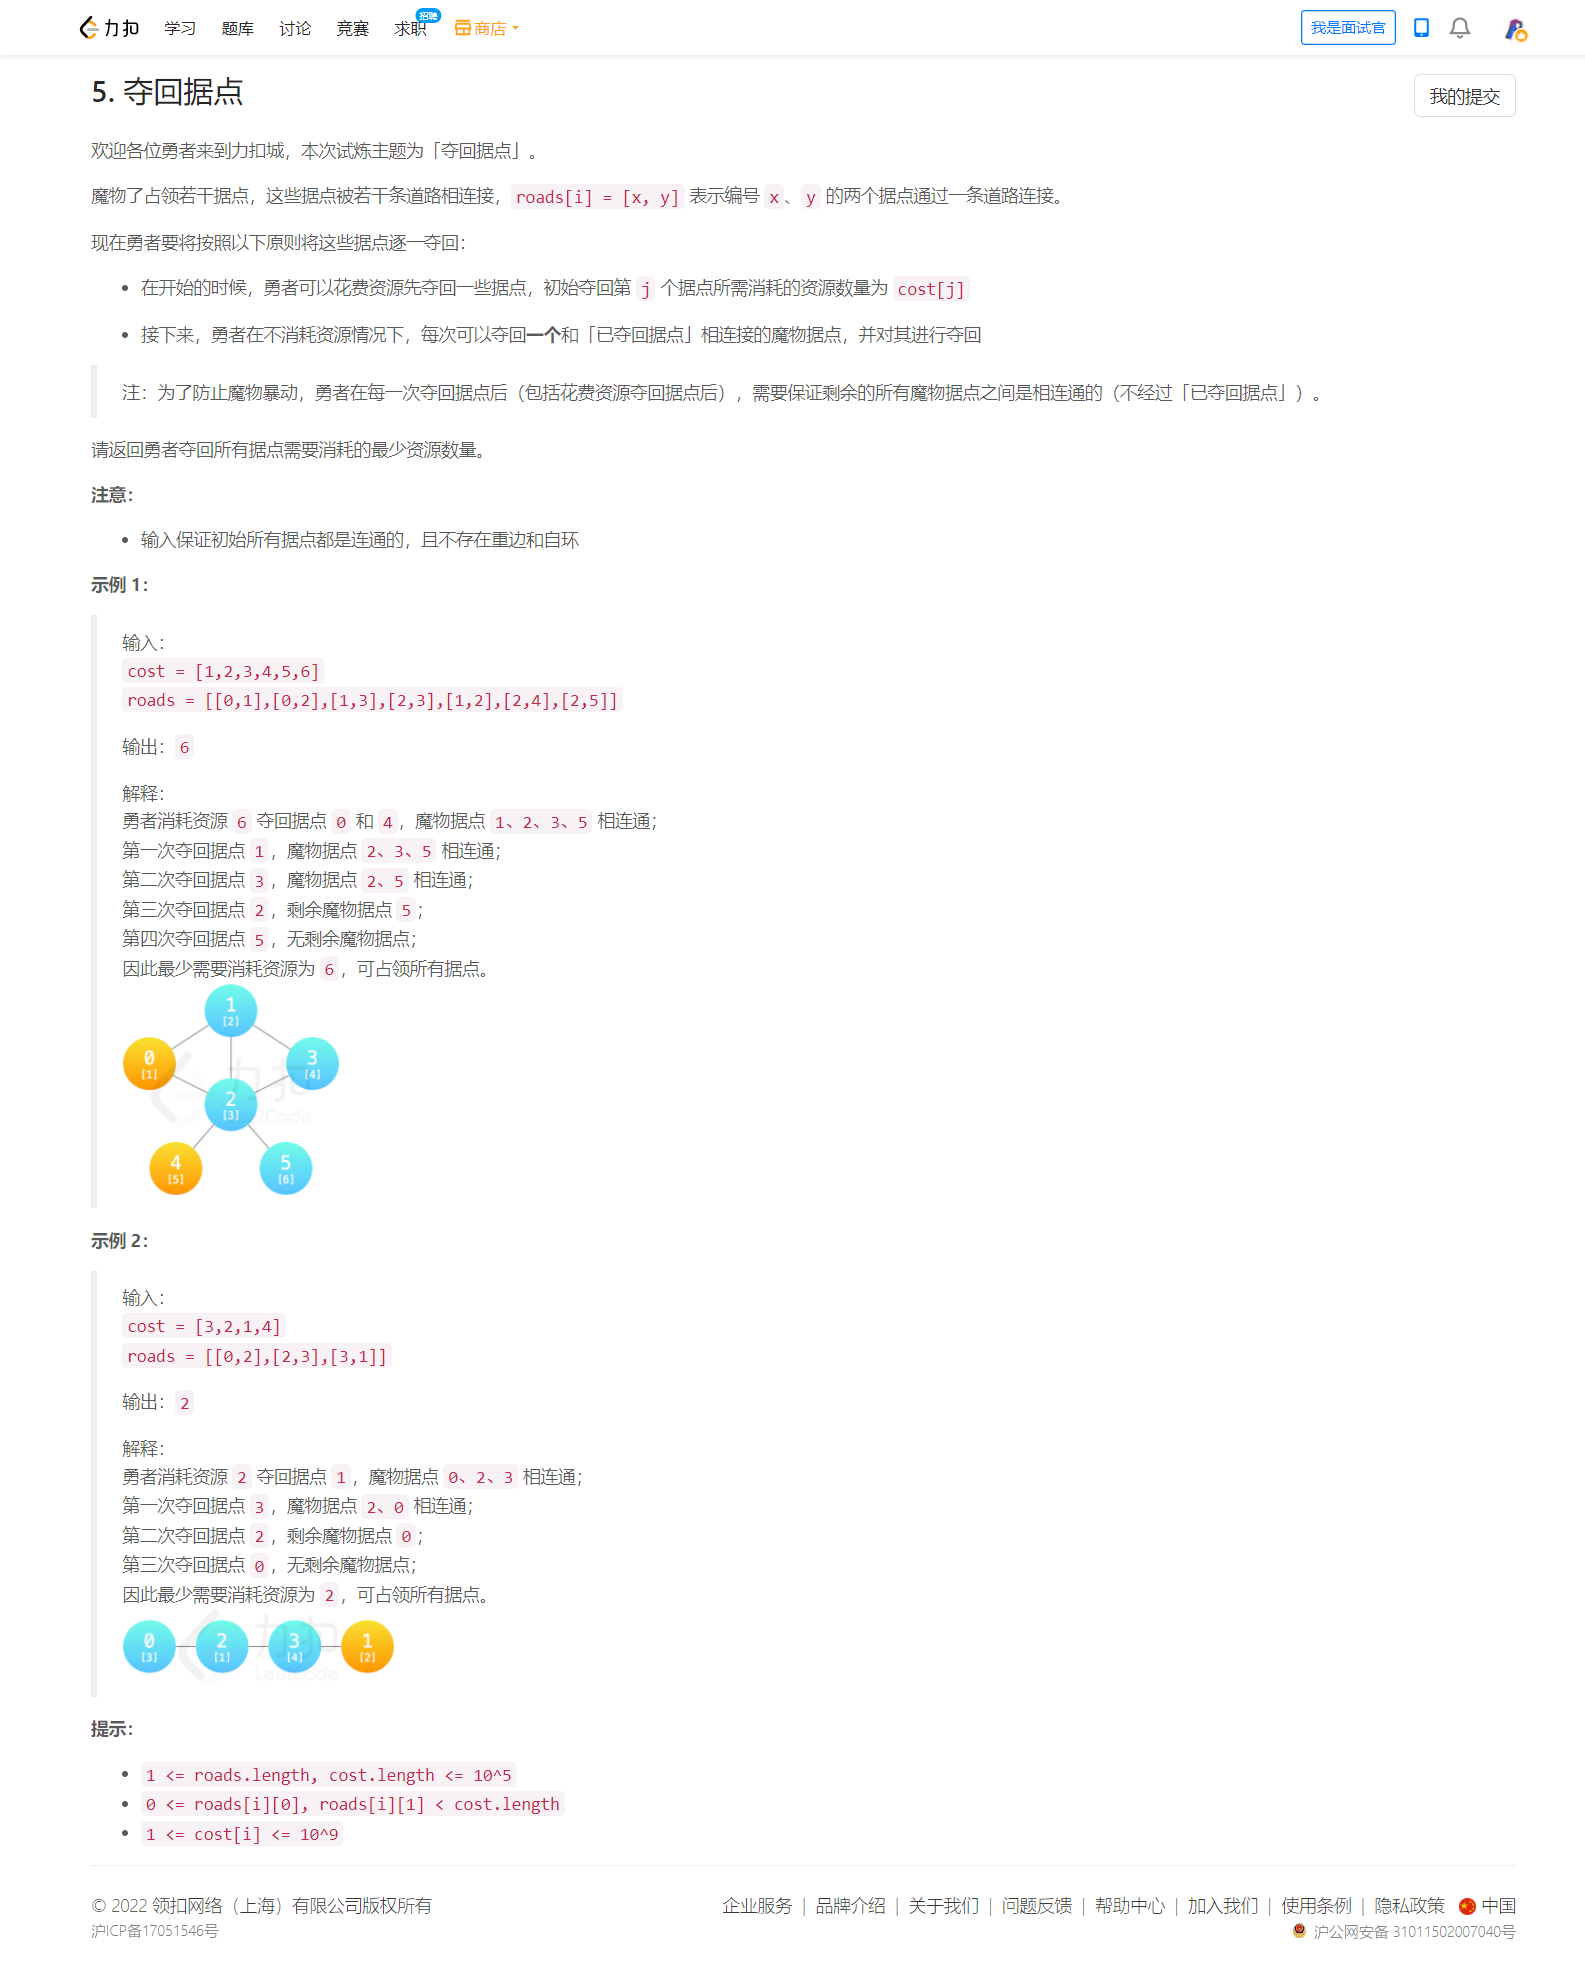 力扣 学习 题库 讨论 竞赛 求职 招聘 商店 我是面试官
5. 夺回据点
我的提交
欢迎各位勇者来到力扣城，本次试炼主题为「夺回据点」。
魔物了占领若干据点，这些据点被若干条道路相连接，roads[i] = [x, y] 表示编号 x、y 的两个据点通过一条道路连接。
现在勇者要将按照以下原则将这些据点逐一夺回：
• 在开始的时候，勇者可以花费资源先夺回一些据点，初始夺回第 j 个据点所需消耗的资源数量为 cost[j]
• 接下来，勇者在不消耗资源情况下，每次可以夺回一个和「已夺回据点」相连接的魔物据点，并对其进行夺回
注：为了防止魔物暴动，勇者在每一次夺回据点后（包括花费资源夺回据点后），需要保证剩余的所有魔物据点之间是相连通的（不经过「已夺回据点」）。
请返回勇者夺回所有据点需要消耗的最少资源数量。
注意：
• 输入保证初始所有据点都是连通的，且不存在重边和自环
示例 1：
输入：
cost = [1,2,3,4,5,6]
roads = [[0,1],[0,2],[1,3],[2,3],[1,2],[2,4],[2,5]]
输出：6
解释：
勇者消耗资源 6 夺回据点 0 和 4，魔物据点 1、2、3、5 相连通；
第一次夺回据点 1，魔物据点 2、3、5 相连通；
第二次夺回据点 3，魔物据点 2、5 相连通；
第三次夺回据点 2，剩余魔物据点 5；
第四次夺回据点 5，无剩余魔物据点；
因此最少需要消耗资源为 6，可占领所有据点。
1
[2]
0
[1]
3
[4]
2
[3]
力扣
LeetCode
4
[5]
5
[6]
示例 2：
输入：
cost = [3,2,1,4]
roads = [[0,2],[2,3],[3,1]]
输出：2
解释：
勇者消耗资源 2 夺回据点 1，魔物据点 0、2、3 相连通；
第一次夺回据点 3，魔物据点 2、0 相连通；
第二次夺回据点 2，剩余魔物据点 0；
第三次夺回据点 0，无剩余魔物据点；
因此最少需要消耗资源为 2，可占领所有据点。
力扣
0 2 3 1
[3] [1] [4] [2]
LeetCode
提示：
• 1 <= roads.length, cost.length <= 10^5
• 0 <= roads[i][0], roads[i][1] < cost.length
• 1 <= cost[i] <= 10^9
© 2022 领扣网络（上海）有限公司版权所有
企业服务 | 品牌介绍 | 关于我们 | 问题反馈 | 帮助中心 | 加入我们 | 使用条例 | 隐私政策 中国
沪ICP备17051546号
沪公网安备 31011502007040号